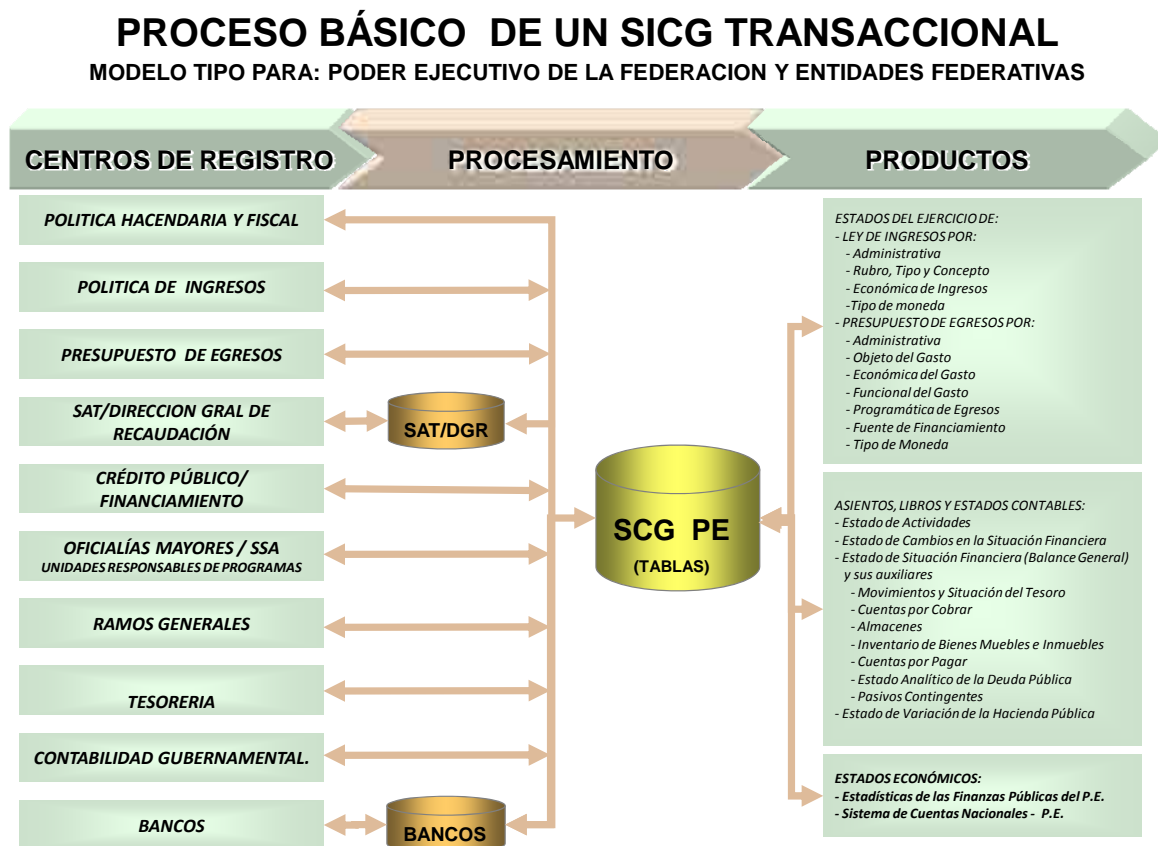 PROCESO BÁSICO DE UN SICG TRANSACCIONAL
MODELO TIPO PARA: PODER EJECUTIVO DE LA FEDERACION Y ENTIDADES FEDERATIVAS
CENTROS DE REGISTRO
PROCESAMIENTO
PRODUCTOS
POLITICA HACENDARIA Y FISCAL
POLITICA DE INGRESOS
PRESUPUESTO DE EGRESOS
SAT/DIRECCION GRAL DE
RECAUDACIÓN
CRÉDITO PÚBLICO/
FINANCIAMIENTO
OFICIALÍAS MAYORES / SSA
UNIDADES RESPONSABLES DE PROGRAMAS
RAMOS GENERALES
TESORERIA
CONTABILIDAD GUBERNAMENTAL.
BANCOS
SAT/DGR
BANCOS
SCG PE
(TABLAS)
ESTADOS DEL EJERCICIO DE:
- LEY DE INGRESOS POR:
- Administrativa
- Rubro, Tipo y Concepto
- Económica de Ingresos
-Tipo de moneda
- PRESUPUESTO DE EGRESOS POR:
- Administrativa
- Objeto del Gasto
- Económica del Gasto
- Funcional del Gasto
- Programática de Egresos
- Fuente de Financiamiento
- Tipo de Moneda
ASIENTOS, LIBROS Y ESTADOS CONTABLES:
- Estado de Actividades
- Estado de Cambios en la Situación Financiera
- Estado de Situación Financiera (Balance General)
y sus auxiliares
- Movimientos y Situación del Tesoro
- Cuentas por Cobrar
- Almacenes
- Inventario de Bienes Muebles e Inmuebles
- Cuentas por Pagar
- Estado Analítico de la Deuda Pública
- Pasivos Contingentes
- Estado de Variación de la Hacienda Pública
ESTADOS ECONÓMICOS:
- Estadísticas de las Finanzas Públicas del P.E.
- Sistema de Cuentas Nacionales - P.E.